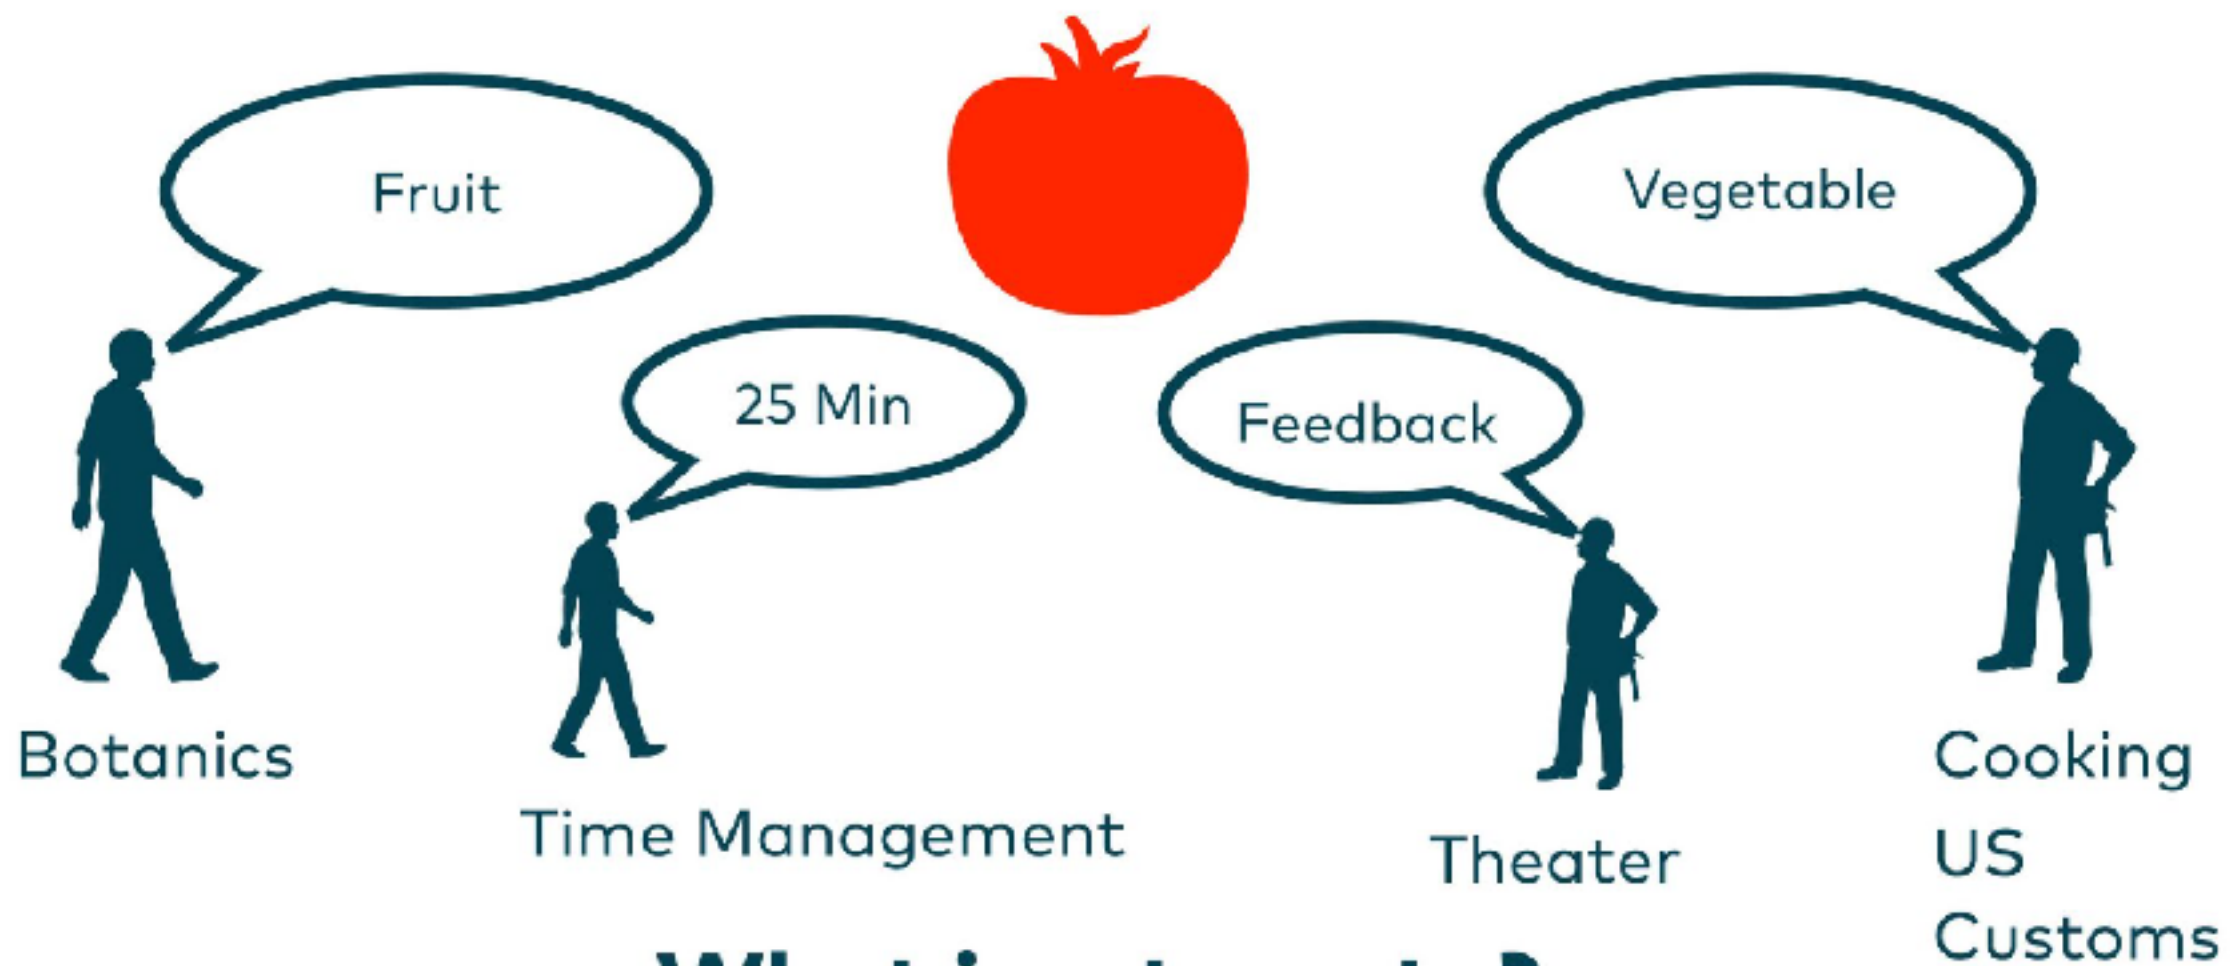 Fruit
Vegetable
25 Min
Feedback
Botanics
Time Management
Theater
Cooking
US
Customs